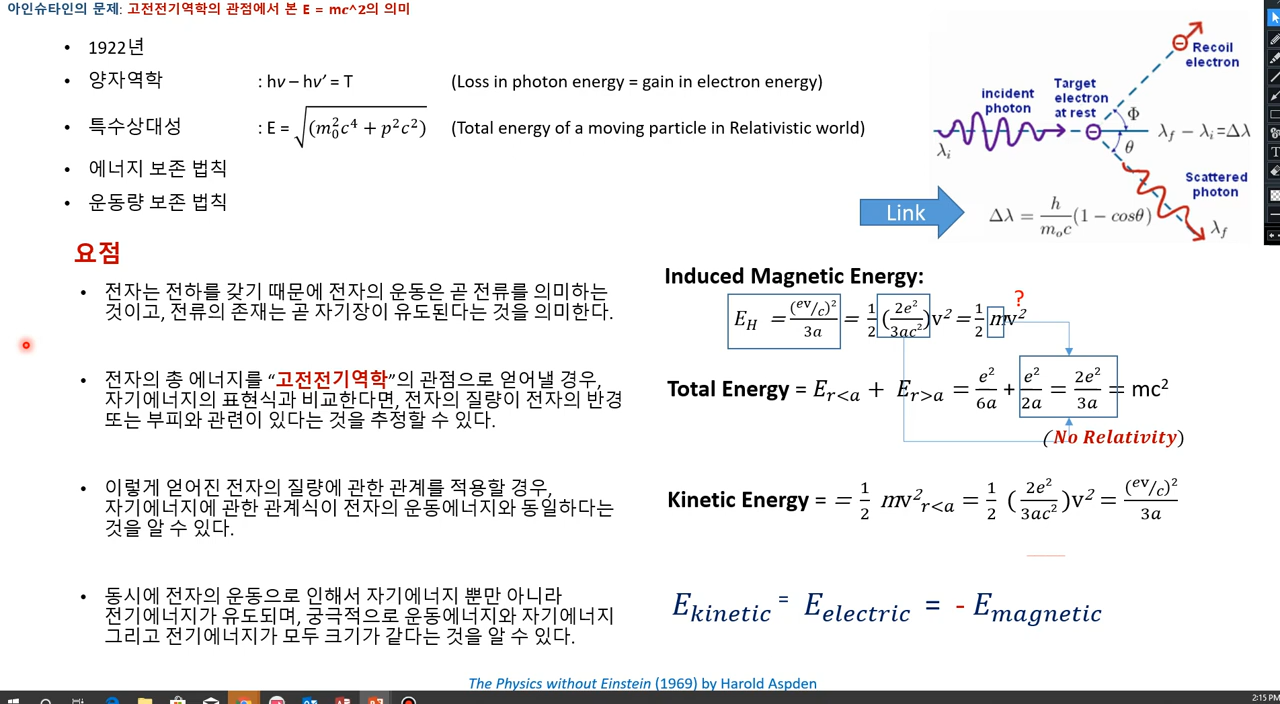 아인슈타인의 문제: 고전전기역학의 관점에서 본 E = mc^2의 의미
• 1922년
• 양자역학 : hν – hν′ = T (Loss in photon energy = gain in electron energy)
• 특수상대성 : E = √(m₀²c⁴ + p²c²) (Total energy of a moving particle in Relativistic world)
• 에너지 보존 법칙
• 운동량 보존 법칙
Recoil
electron
Target
electron
at rest
incident
photon
Φ
θ
λi
λf − λi =Δλ
Scattered
photon
λf
Link
Δλ = h/(moc) (1 − cosθ)
요점
• 전자는 전하를 갖기 때문에 전자의 운동은 곧 전류를 의미하는
것이고, 전류의 존재는 곧 자기장이 유도된다는 것을 의미한다.
• 전자의 총 에너지를 “고전전기역학”의 관점으로 얻어낼 경우,
자기에너지의 표현식과 비교한다면, 전자의 질량이 전자의 반경
또는 부피와 관련이 있다는 것을 추정할 수 있다.
• 이렇게 얻어진 전자의 질량에 관한 관계를 적용할 경우,
자기에너지에 관한 관계식이 전자의 운동에너지와 동일하다는
것을 알 수 있다.
• 동시에 전자의 운동으로 인해서 자기에너지 뿐만 아니라
전기에너지가 유도되며, 궁극적으로 운동에너지와 자기에너지
그리고 전기에너지가 모두 크기가 같다는 것을 알 수 있다.
Induced Magnetic Energy:
?
E_H = (ev/c)²/3a = 1/2 (2e²/3ac²)v² = 1/2 mv²
Total Energy = E_r<a + E_r>a = e²/6a + e²/2a = 2e²/3a = mc²
(No Relativity)
Kinetic Energy = = 1/2 mv²_r<a = 1/2 (2e²/3ac²)v² = (ev/c)²/3a
E_kinetic = E_electric = - E_magnetic
The Physics without Einstein (1969) by Harold Aspden
2:15 PM